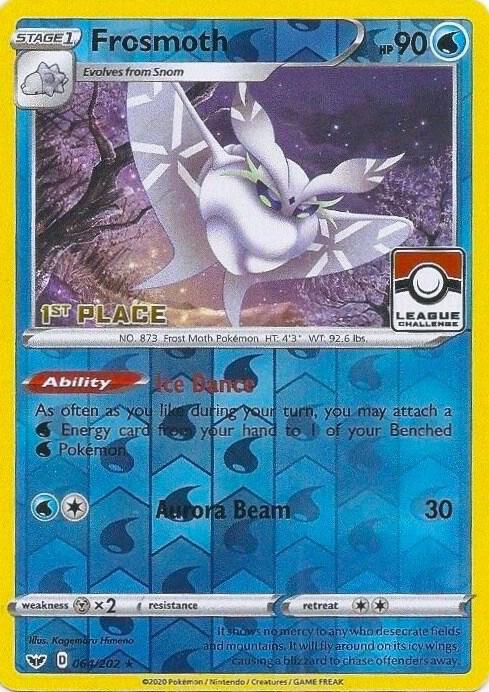 STAGE 1 Frosmoth HP 90
Evolves from Snom
1ST PLACE
LEAGUE
CHALLENGE
NO. 873 Frost Moth Pokémon HT: 4'3" WT: 92.6 lbs.
Ability Ice Dance
As often as you like during your turn, you may attach a
Energy card from your hand to 1 of your Benched
Pokémon.
Aurora Beam 30
weakness ×2 resistance retreat
Illus. Kagemaru Himeno
It shows no mercy to any who desecrate fields
and mountains. It will fly around on its icy wings,
causing a blizzard to chase offenders away.
D 064/202 ★
©2020 Pokémon / Nintendo / Creatures / GAME FREAK